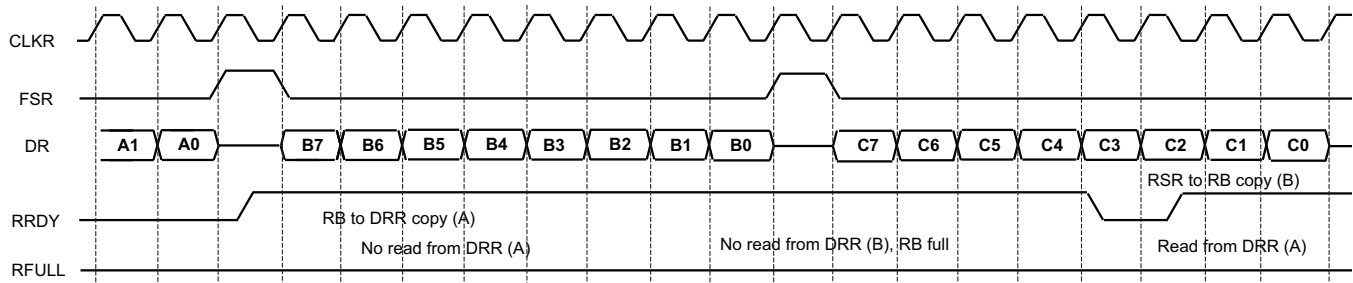 CLKR
FSR
DR A1 A0 B7 B6 B5 B4 B3 B2 B1 B0 C7 C6 C5 C4 C3 C2 C1 C0
RSR to RB copy (B)
RRDY RB to DRR copy (A)
No read from DRR (A) No read from DRR (B), RB full Read from DRR (A)
RFULL